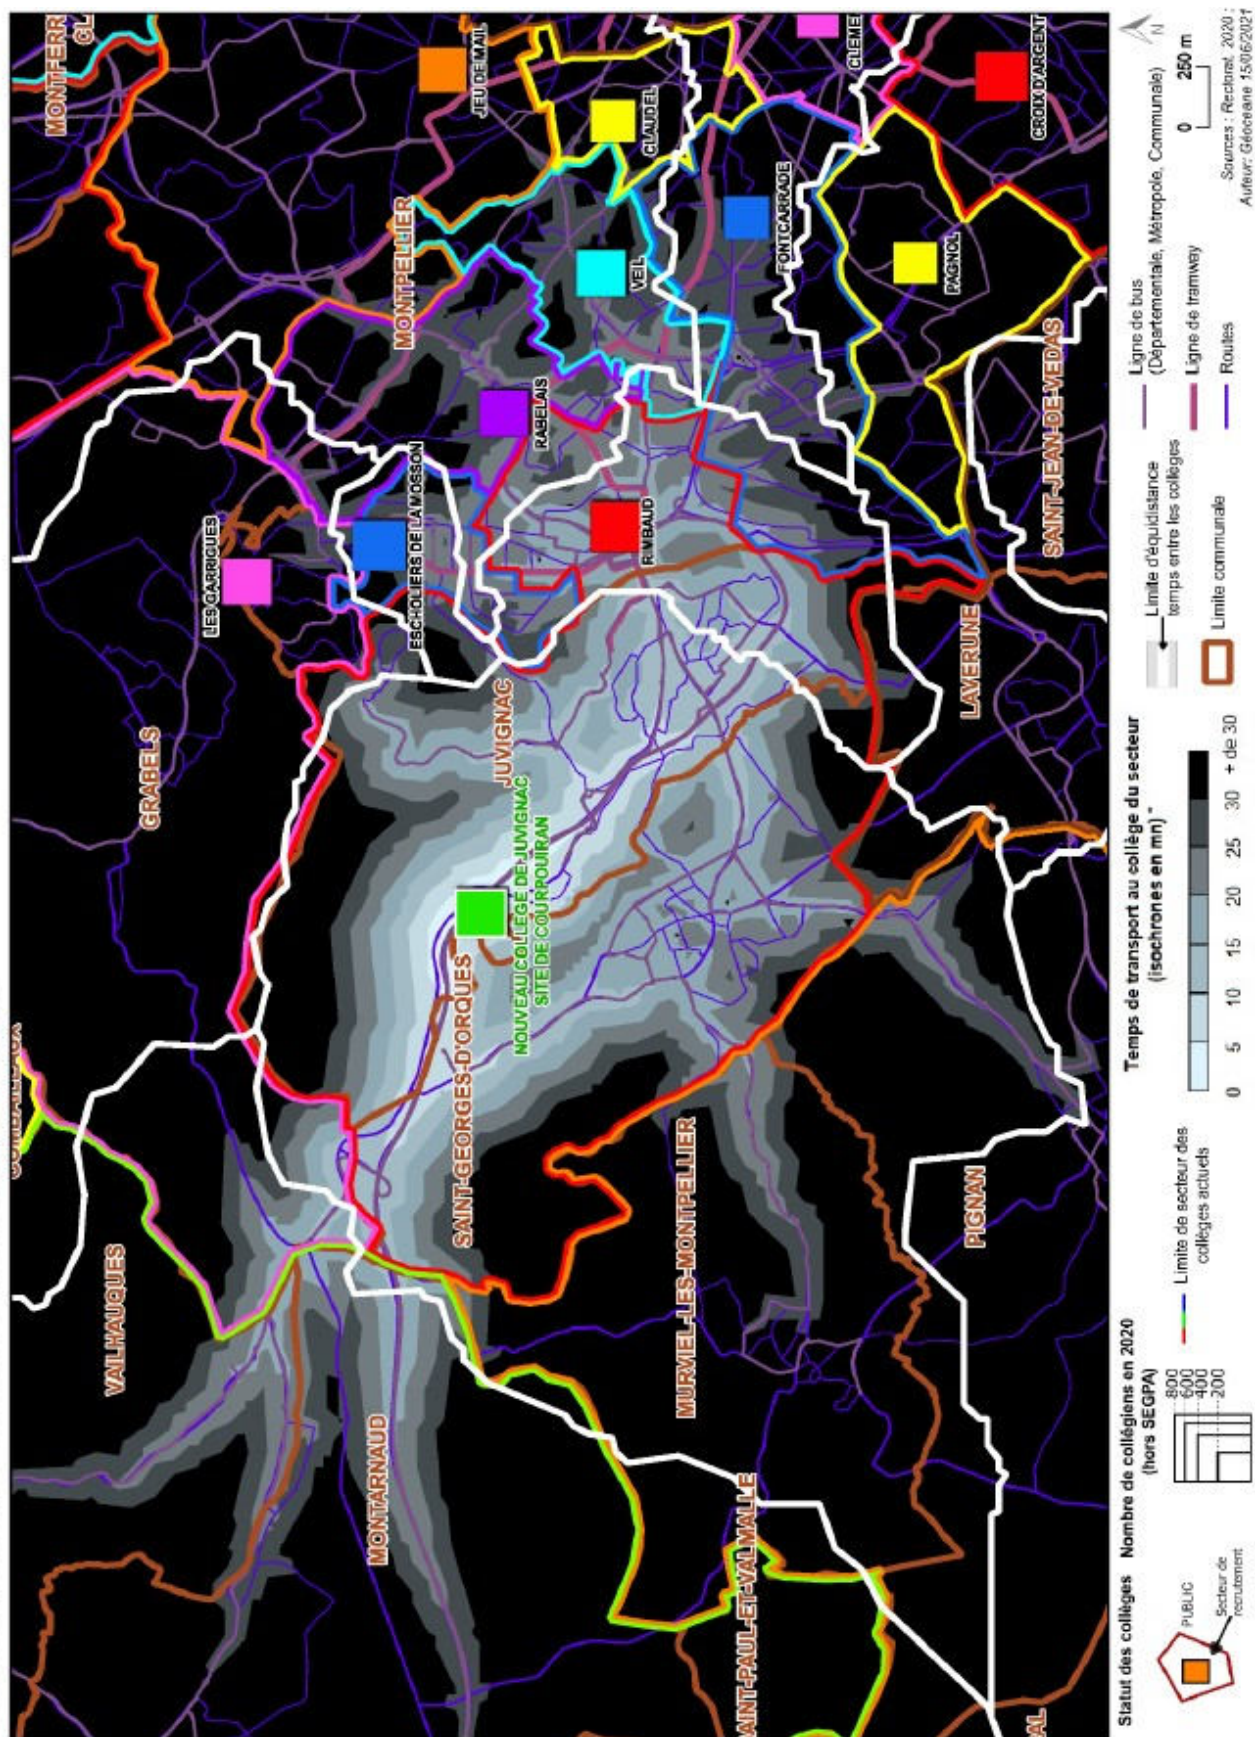 VAILHAUQUES
GRABELS
LES GARRIGUES
MONTPELLIER
MONTARNAUD
SAINT-GEORGES-D'ORQUES
JUVIGNAC
NOUVEAU COLLEGE DE JUVIGNAC
SITE DE COURPOUIRAN
ESCHOLIERS DE LA MOSSON
RABELAIS
JEU DE MAIL
RIMBAUD
VEIL
CLAUDEL
MURVIEL-LES-MONTPELLIER
FONTCARRADE
CLEME
AINT-PAUL-ET-VALMALLE
PIGNAN
LAVERUNE
PAGNOL
SAINT-JEAN-DE-VEDAS
CROIX D'ARGENT
MONTFERR
CL
AL
Statut des collèges
PUBLIC
Secteur de
recrutement
Nombre de collégiens en 2020
(hors SEGPA)
800
600
400
200
Limite de secteur des
collèges actuels
Temps de transport au collège du secteur
(isochrones en mn)
0 5 10 15 20 25 30 + de 30
Limite d'équidistance
temps entre les collèges
Limite communale
Ligne de bus
(Départementale, Métropole, Communale)
Ligne de tramway
Routes
0 250 m
N
Sources : Rectorat, 2020 ;
Auteur: Géocéane 15/06/2021